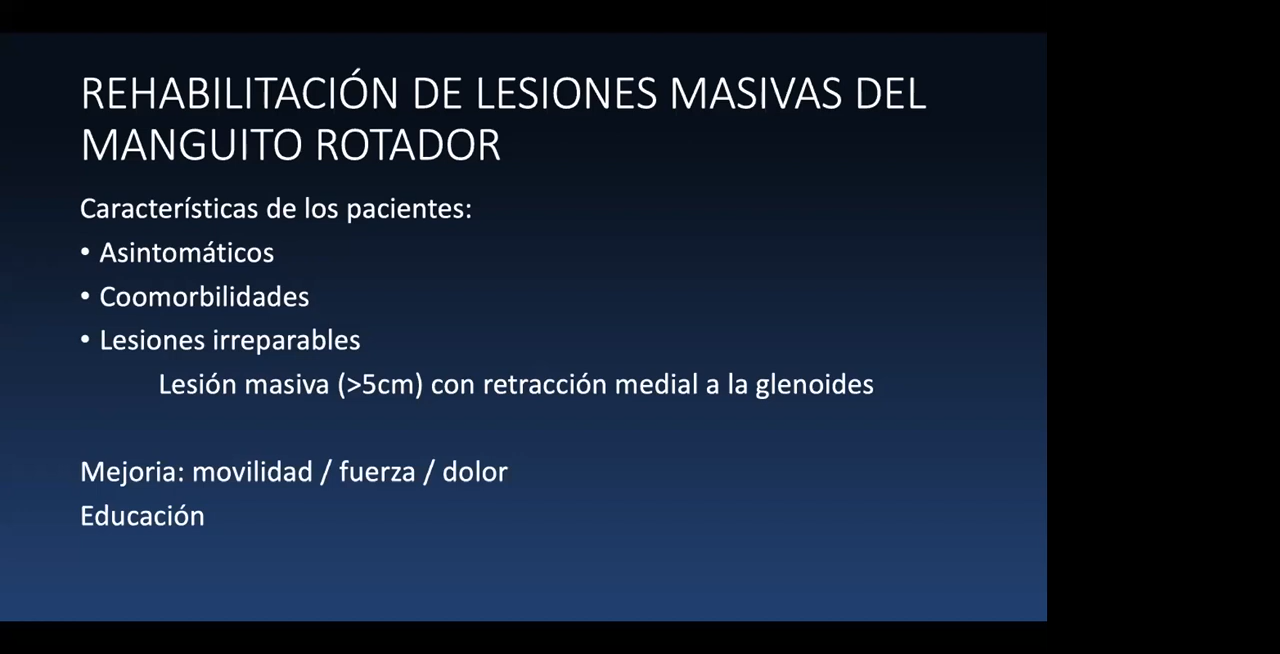 REHABILITACIÓN DE LESIONES MASIVAS DEL
MANGUITO ROTADOR
Características de los pacientes:
• Asintomáticos
• Coomorbilidades
• Lesiones irreparables
Lesión masiva (>5cm) con retracción medial a la glenoides
Mejoria: movilidad / fuerza / dolor
Educación